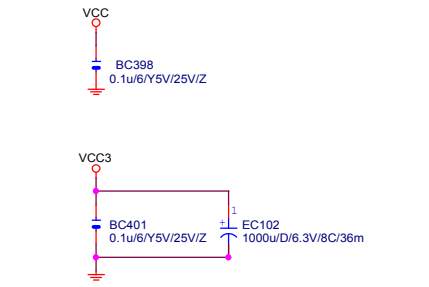 VCC
BC398
0.1u/6/Y5V/25V/Z
VCC3
1
+
BC401
EC102
0.1u/6/Y5V/25V/Z
1000u/D/6.3V/8C/36m